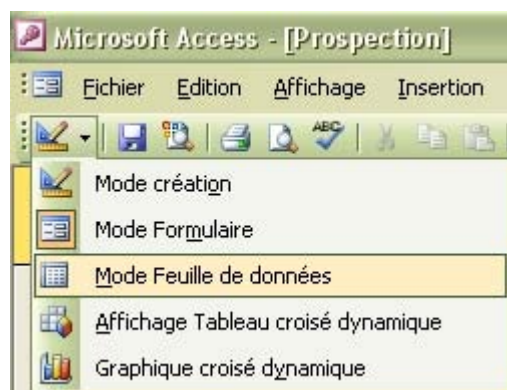 Microsoft Access - [Prospection]
Fichier Edition Affichage Insertion
ABC
Mode création
Mode Formulaire
Mode Feuille de données
Affichage Tableau croisé dynamique
Graphique croisé dynamique